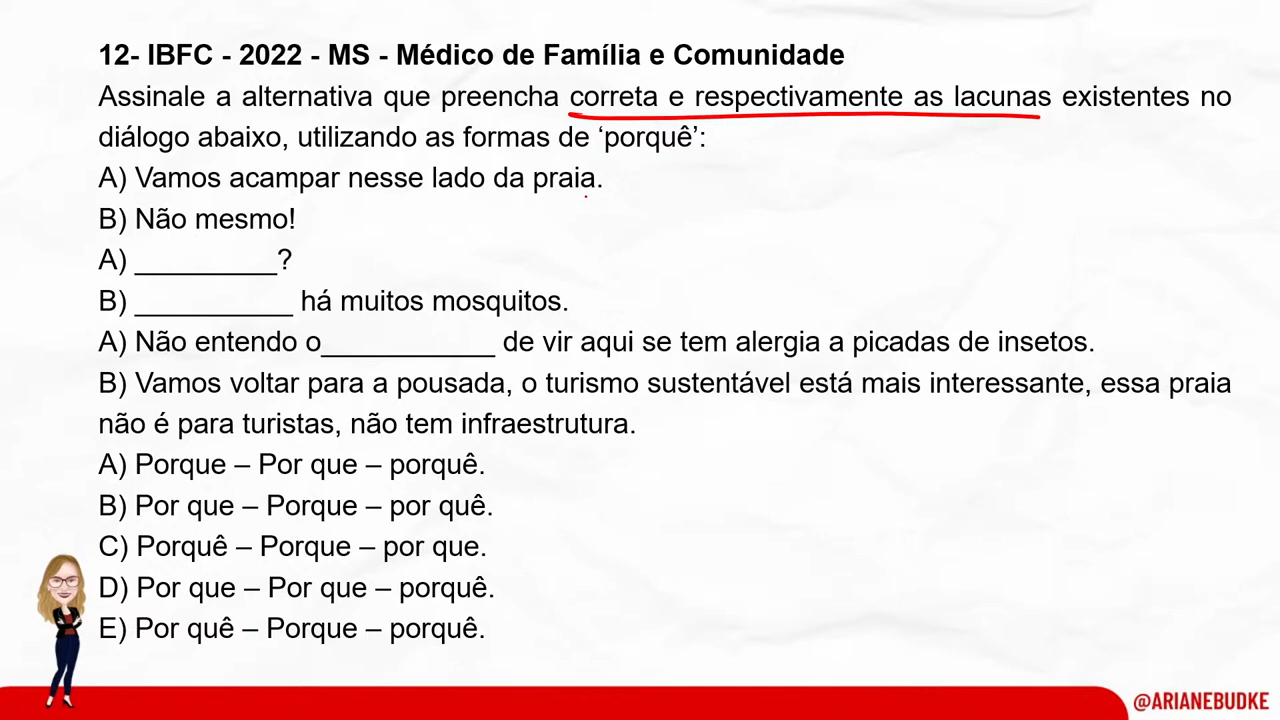 12- IBFC - 2022 - MS - Médico de Família e Comunidade
Assinale a alternativa que preencha correta e respectivamente as lacunas existentes no
diálogo abaixo, utilizando as formas de ‘porquê’:
A) Vamos acampar nesse lado da praia.
B) Não mesmo!
A) _________?
B) __________ há muitos mosquitos.
A) Não entendo o___________ de vir aqui se tem alergia a picadas de insetos.
B) Vamos voltar para a pousada, o turismo sustentável está mais interessante, essa praia
não é para turistas, não tem infraestrutura.
A) Porque – Por que – porquê.
B) Por que – Porque – por quê.
C) Porquê – Porque – por que.
D) Por que – Por que – porquê.
E) Por quê – Porque – porquê.
@ARIANEBUDKE